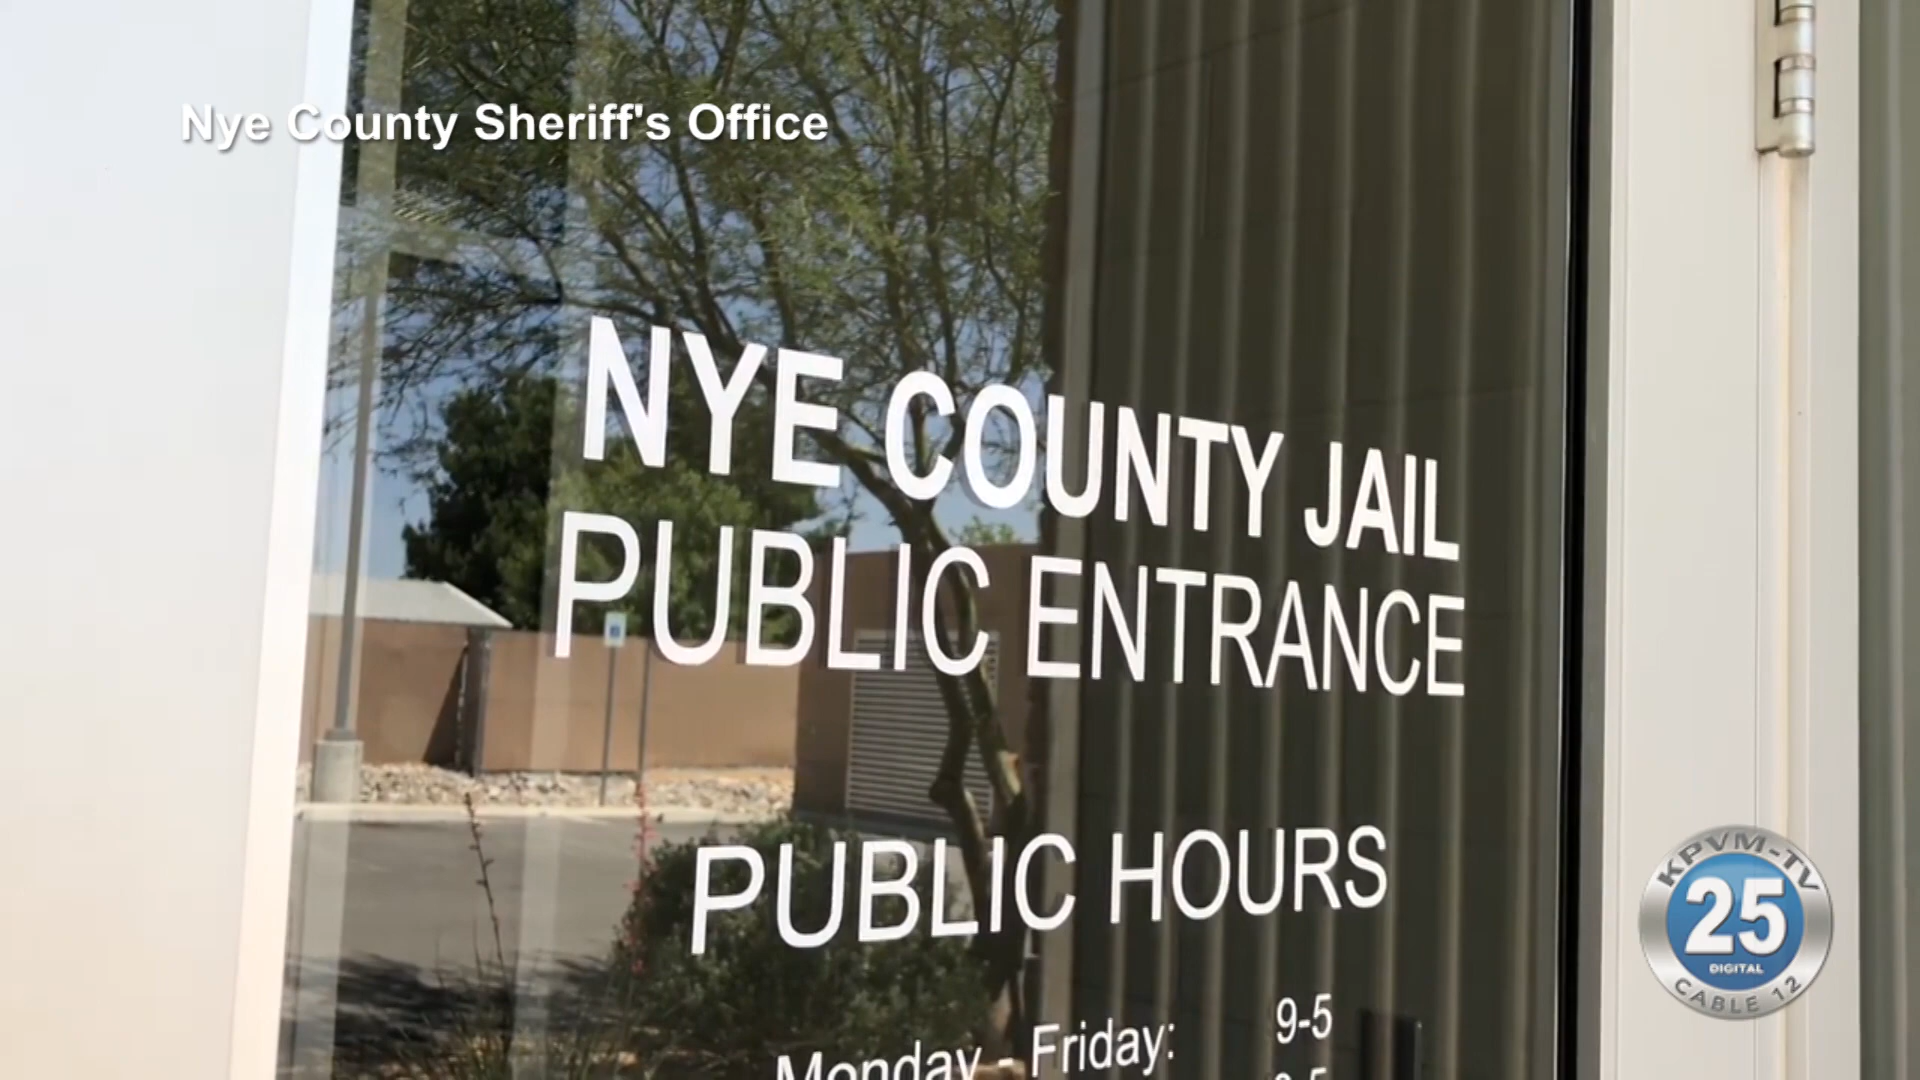 Nye County Sheriff's Office
NYE COUNTY JAIL
PUBLIC ENTRANCE
PUBLIC HOURS
Monday - Friday: 9-5
KPVM-TV
25
DIGITAL
CABLE 12